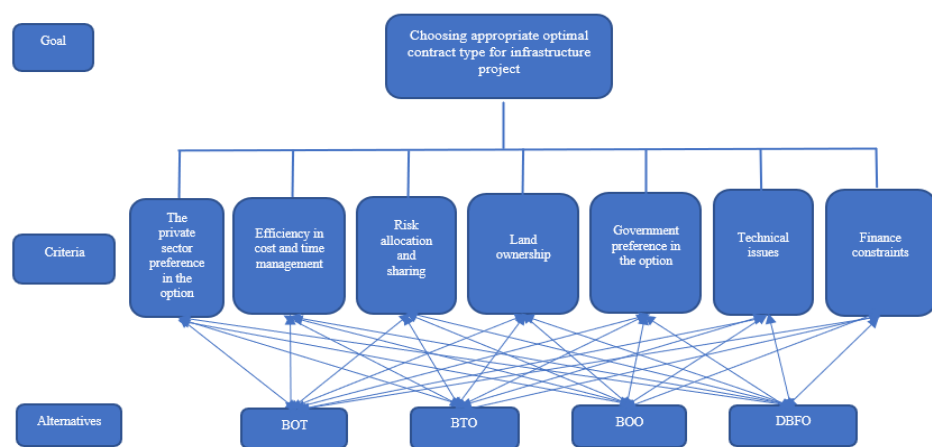 Goal
Choosing appropriate optimal
contract type for infrastructure
project
Criteria
The
private
sector
preference
in the
option
Efficiency in
cost and time
management
Risk
allocation
and
sharing
Land
ownership
Government
preference in
the option
Technical
issues
Finance
constraints
Alternatives
BOT
BTO
BOO
DBFO